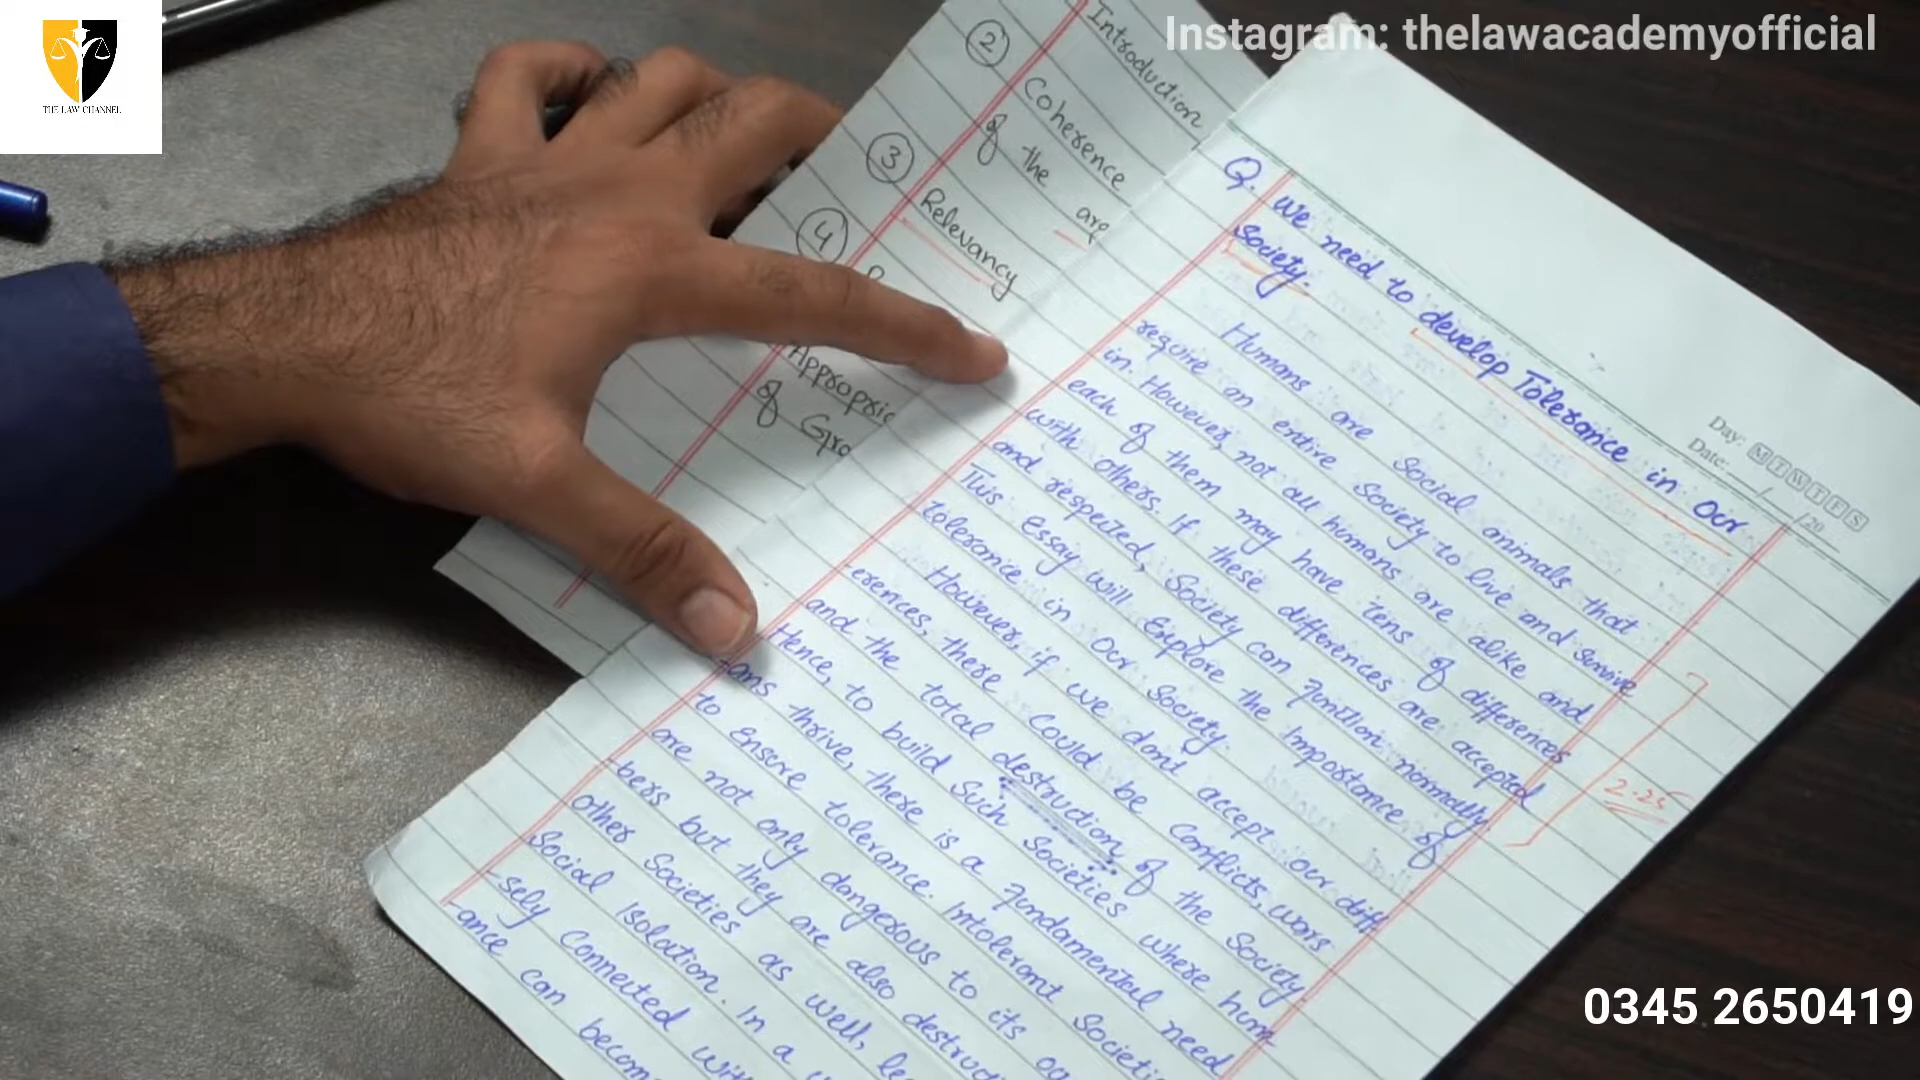 THE LAW CHANNEL
Instagram: thelawacademyofficial
Introduction
2 Coherence
of the
3 Relevancy
4
of
Day: M T W T F S
Date: / /20
Q. We need to develop Tolerance in Our
Society.
Humans are Social animals that
require an entire Society to live and survive
in. However, not all humans are alike and
each of them may have tens of differences
with others. If these differences are accepted
and respected, Society can function normally.
This Essay will Explore the Importance of
tolerance in Our Society.
However, if we dont accept our diff
erences, there Could be Conflicts, wars
and the total destruction of the Society
Hence, to build Such Societies where hum
-ans thrive, there is a fundamental need
to Ensure tolerance. Intolerant Societi
are not only dangerous to its
bers but they are also
Other Societies as well,
Social Isolation. In a
-sely Connected
ance can
2.25
0345 2650419